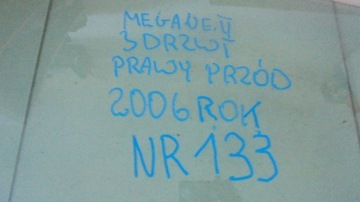 MEGANE II
3 DRZWI
PRAWY PRZÓD
2006 ROK
NR 133